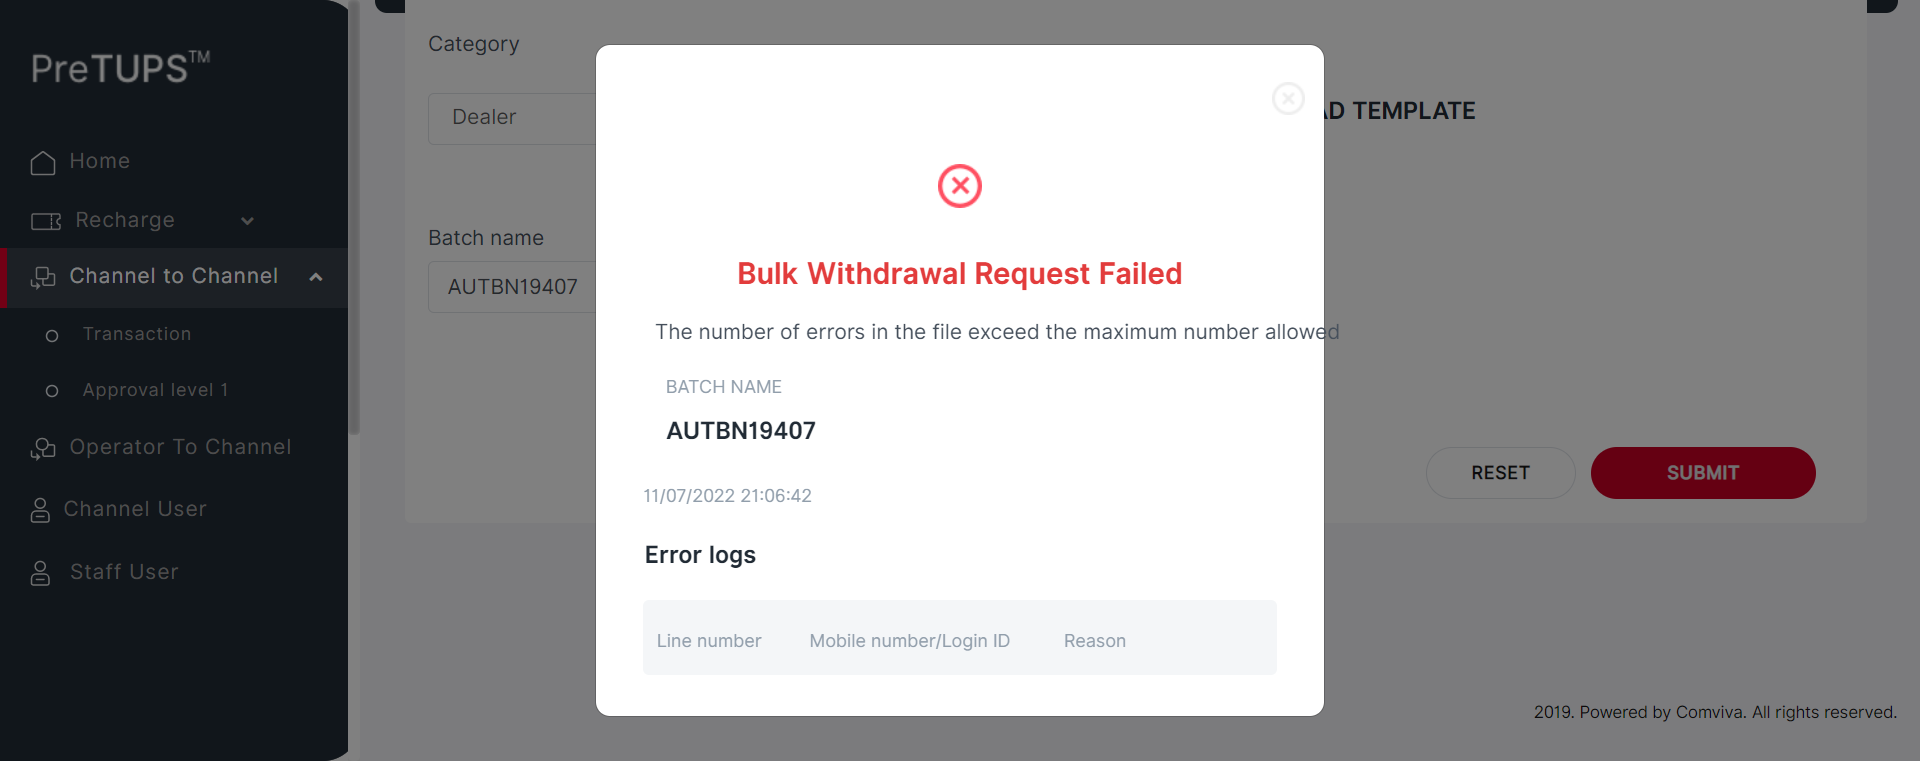 PreTUPS™
Home
Recharge
Channel to Channel
Transaction
Approval level 1
Operator To Channel
Channel User
Staff User
Category
Dealer
AD TEMPLATE
Batch name
AUTBN19407
RESET
SUBMIT
Bulk Withdrawal Request Failed
The number of errors in the file exceed the maximum number allowed
BATCH NAME
AUTBN19407
11/07/2022 21:06:42
Error logs
Line number Mobile number/Login ID Reason
2019. Powered by Comviva. All rights reserved.